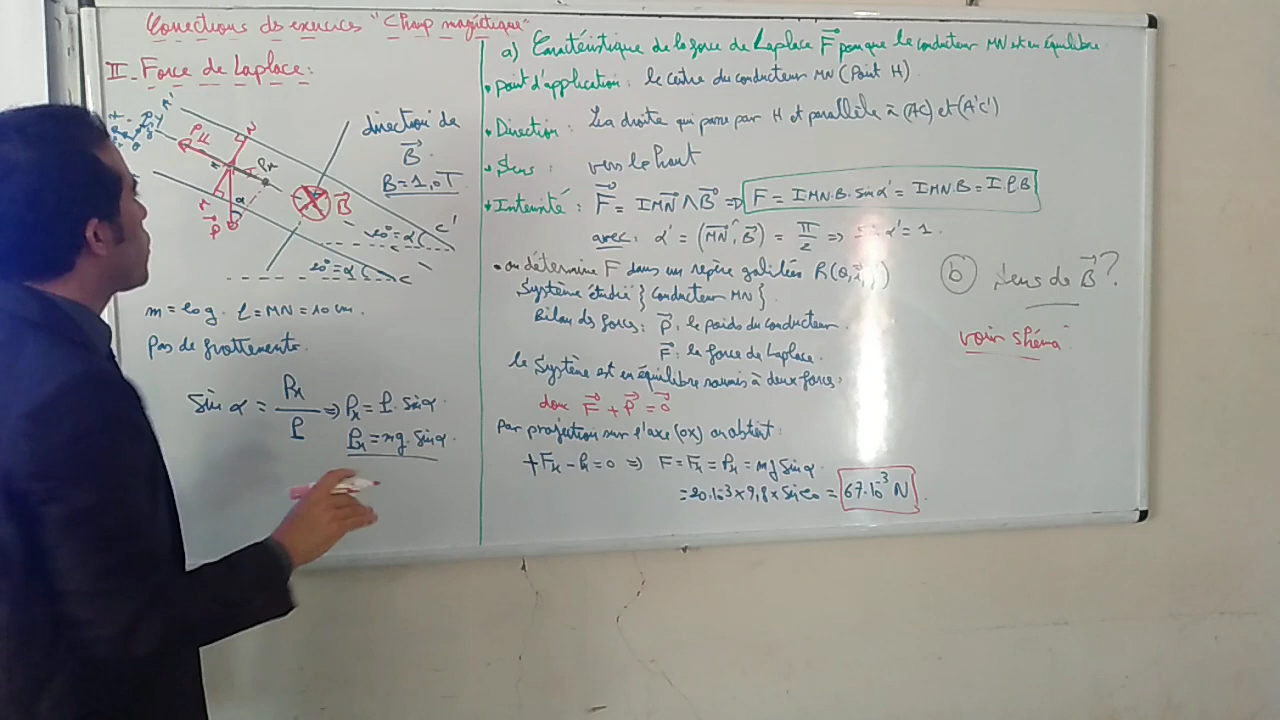 Corrections des exercices "Champ magnétique"
II - Force de Laplace :
A'
N
direction de
B⃗
B = 1,0T
B⃗
α
P⃗
C'
20° = α
20° = α
C
m = 20g. ℓ = MN = 10 cm.
pas de frottements.
Sin α = Px / P ⇒ Px = P. sin α.
Px = mg. sin α.
a) Caractéristique de la force de Laplace F⃗ pour que le conducteur MN est en équilibre
• point d'application : le centre du conducteur MN (Point H)
• Direction : La droite qui passe par H et parallèle à (AC) et (A'C')
• Sens : vers le haut
• Intensité : F⃗ = I MN⃗ ∧ B⃗ ⇒ F = I MN. B. sin α' = I MN. B = I ℓ B
avec : α' = (MN⃗, B⃗) = π/2 ⇒ sin α' = 1.
• on détermine F dans un repère galiléen R(O, i⃗, j⃗)
Système étudié { conducteur MN }
Bilan des forces : P⃗ : le poids du conducteur.
F⃗ : la force de Laplace.
le système est en équilibre soumis à deux forces :
donc F⃗ + P⃗ = 0⃗
Par projection sur l'axe (ox) on obtient :
+Fx - Px = 0 ⇒ F = Fx = Px = mg sin α
= 20.10⁻³ × 9,8 × sin 20 = 67.10⁻³ N.
b) Sens de B⃗ ?
voir shéma